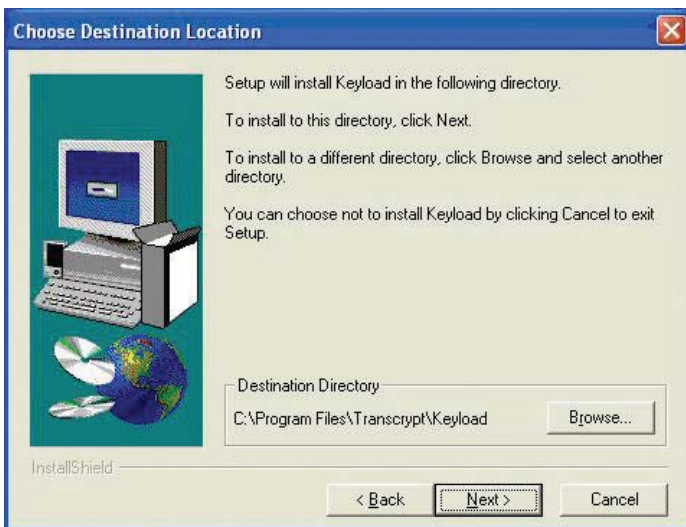 Choose Destination Location
Setup will install Keyload in the following directory.
To install to this directory, click Next.
To install to a different directory, click Browse and select another
directory.
You can choose not to install Keyload by clicking Cancel to exit
Setup.
Destination Directory
C:\Program Files\Transcrypt\Keyload
Browse...
InstallShield
< Back
Next >
Cancel